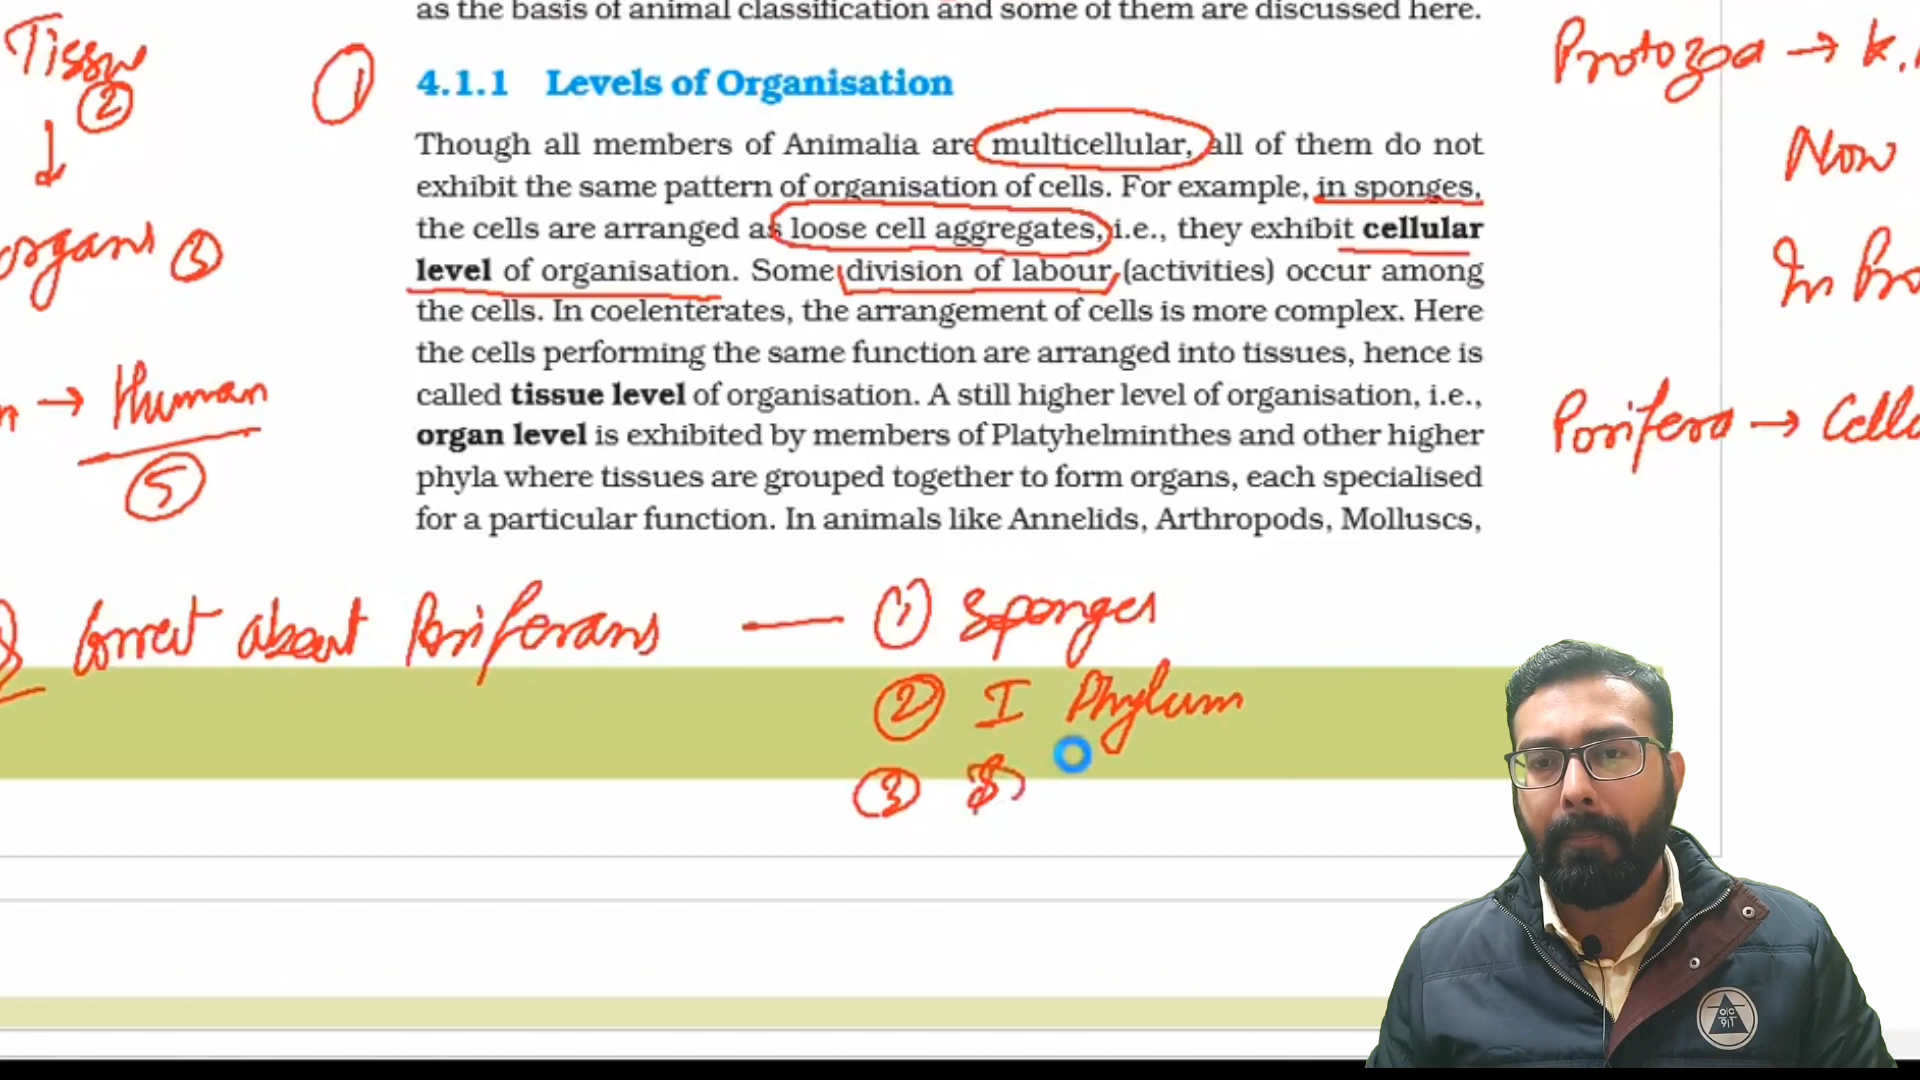 as the basis of animal classification and some of them are discussed here.
Tissue
②
①
4.1.1 Levels of Organisation
Protozoa →
Though all members of Animalia are multicellular, all of them do not
Now
exhibit the same pattern of organisation of cells. For example, in sponges,
the cells are arranged as loose cell aggregates, i.e., they exhibit cellular
organs ③
level of organisation. Some division of labour (activities) occur among
In
the cells. In coelenterates, the arrangement of cells is more complex. Here
the cells performing the same function are arranged into tissues, hence is
called tissue level of organisation. A still higher level of organisation, i.e.,
→ Human
⑤
organ level is exhibited by members of Platyhelminthes and other higher
Porifera →
phyla where tissues are grouped together to form organs, each specialised
for a particular function. In animals like Annelids, Arthropods, Molluscs,
Correct about Poriferans — ① Sponges
② I Phylum
③